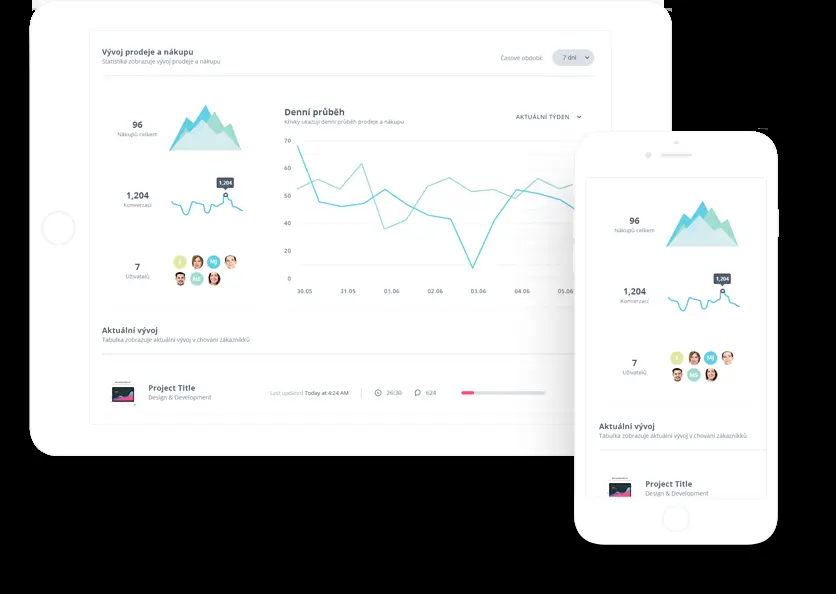 Vývoj prodeje a nákupu
Statistika zobrazuje vývoj prodeje a nákupu
Časové období:
7 dní
96
Nákupů celkem
1,204
1,204
Konverzací
7
Uživatelů
S
MJ
MS
Denní průběh
Křivky ukazují denní průběh prodeje a nákupu
AKTUÁLNÍ TÝDEN
70
60
50
40
20
0
30.05
31.05
01.06
02.06
03.06
04.06
05.06
Aktuální vývoj
Tabulka zobrazuje aktuální vývoj v chování zákazníkků
Project Title
Design & Development
Last updated Today at 4:24 AM
26:30
624
96
Nákupů celkem
1,204
1,204
Konverzací
7
Uživatelů
S
MJ
MS
Aktuální vývoj
Tabulka zobrazuje aktuální vývoj v chování zákazníkků
Project Title
Design & Development